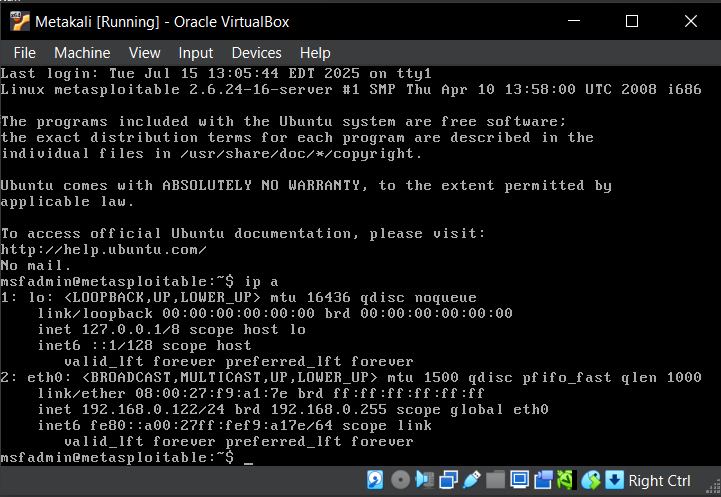 Metakali [Running] - Oracle VirtualBox
File Machine View Input Devices Help
Last login: Tue Jul 15 13:05:44 EDT 2025 on tty1
Linux metasploitable 2.6.24-16-server #1 SMP Thu Apr 10 13:58:00 UTC 2008 i686

The programs included with the Ubuntu system are free software;
the exact distribution terms for each program are described in the
individual files in /usr/share/doc/*/copyright.

Ubuntu comes with ABSOLUTELY NO WARRANTY, to the extent permitted by
applicable law.

To access official Ubuntu documentation, please visit:
http://help.ubuntu.com/
No mail.
msfadmin@metasploitable:~$ ip a
1: lo: <LOOPBACK,UP,LOWER_UP> mtu 16436 qdisc noqueue
    link/loopback 00:00:00:00:00:00 brd 00:00:00:00:00:00
    inet 127.0.0.1/8 scope host lo
    inet6 ::1/128 scope host
       valid_lft forever preferred_lft forever
2: eth0: <BROADCAST,MULTICAST,UP,LOWER_UP> mtu 1500 qdisc pfifo_fast qlen 1000
    link/ether 08:00:27:f9:a1:7e brd ff:ff:ff:ff:ff:ff
    inet 192.168.0.122/24 brd 192.168.0.255 scope global eth0
    inet6 fe80::a00:27ff:fef9:a17e/64 scope link
       valid_lft forever preferred_lft forever
msfadmin@metasploitable:~$ _
Right Ctrl